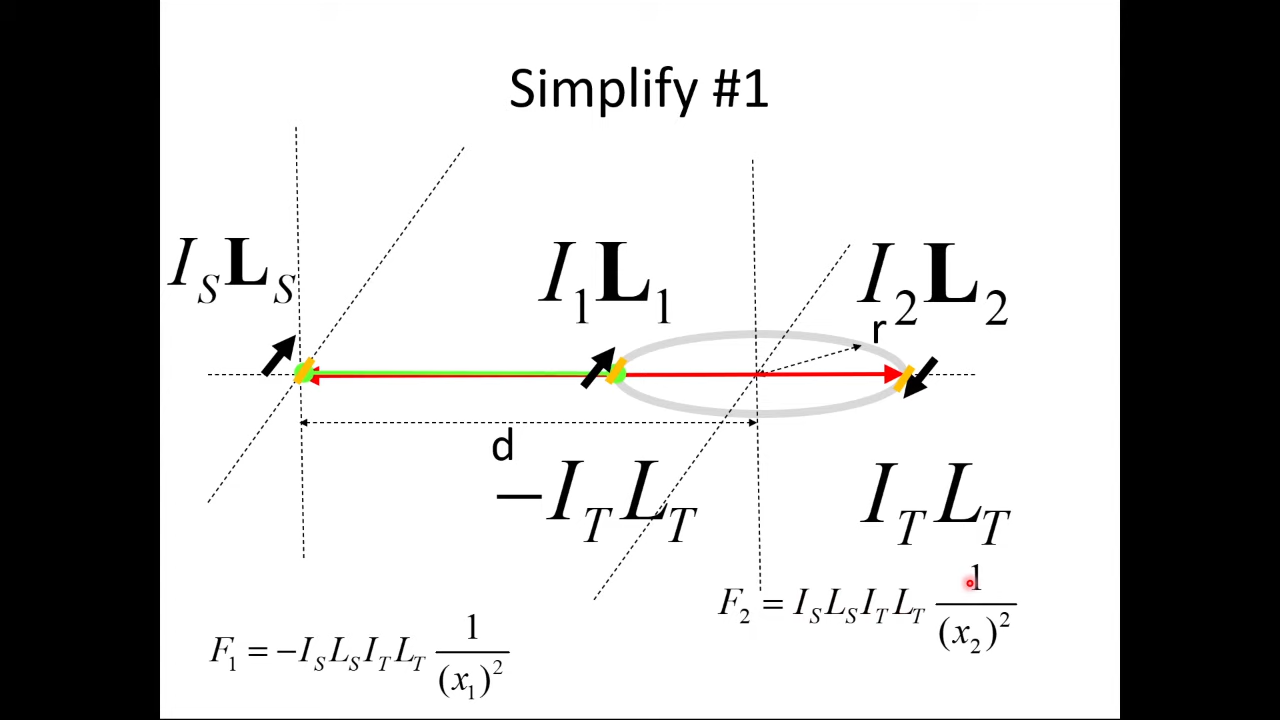 Simplify #1
I_S L_S
I_1 L_1
I_2 L_2
r
d
−I_T L_T
I_T L_T
F_2 = I_S L_S I_T L_T 1/(x_2)^2
F_1 = −I_S L_S I_T L_T 1/(x_1)^2